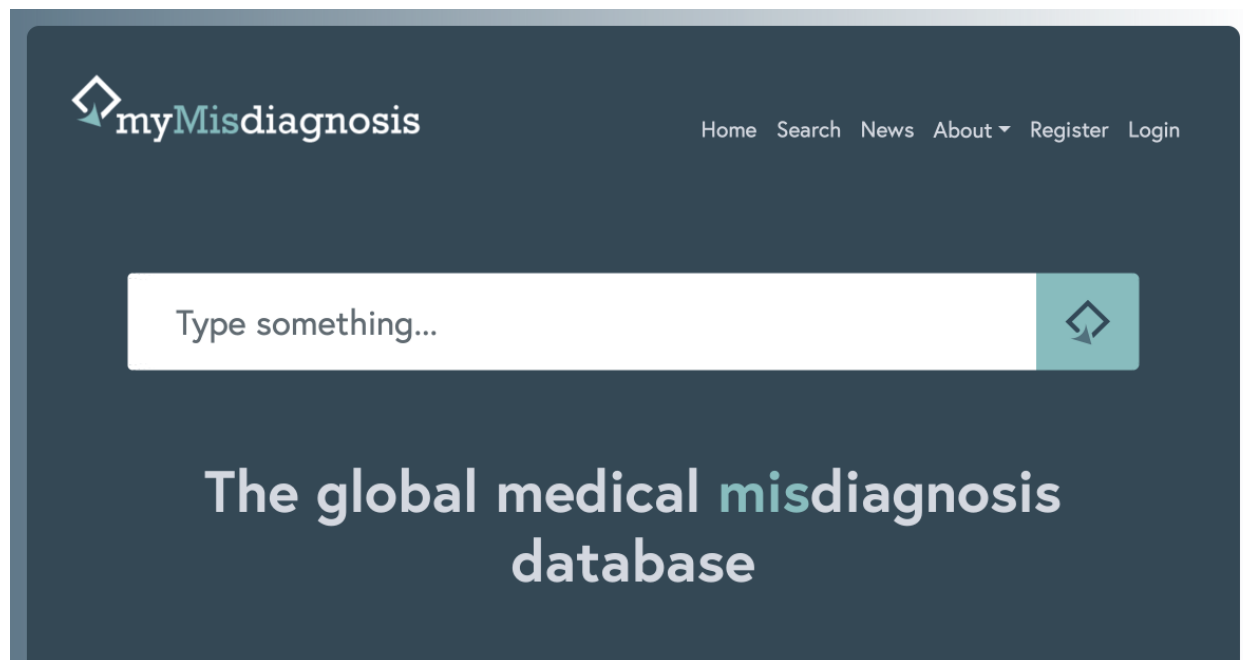 myMisdiagnosis
Home Search News About Register Login
Type something...
The global medical misdiagnosis
database